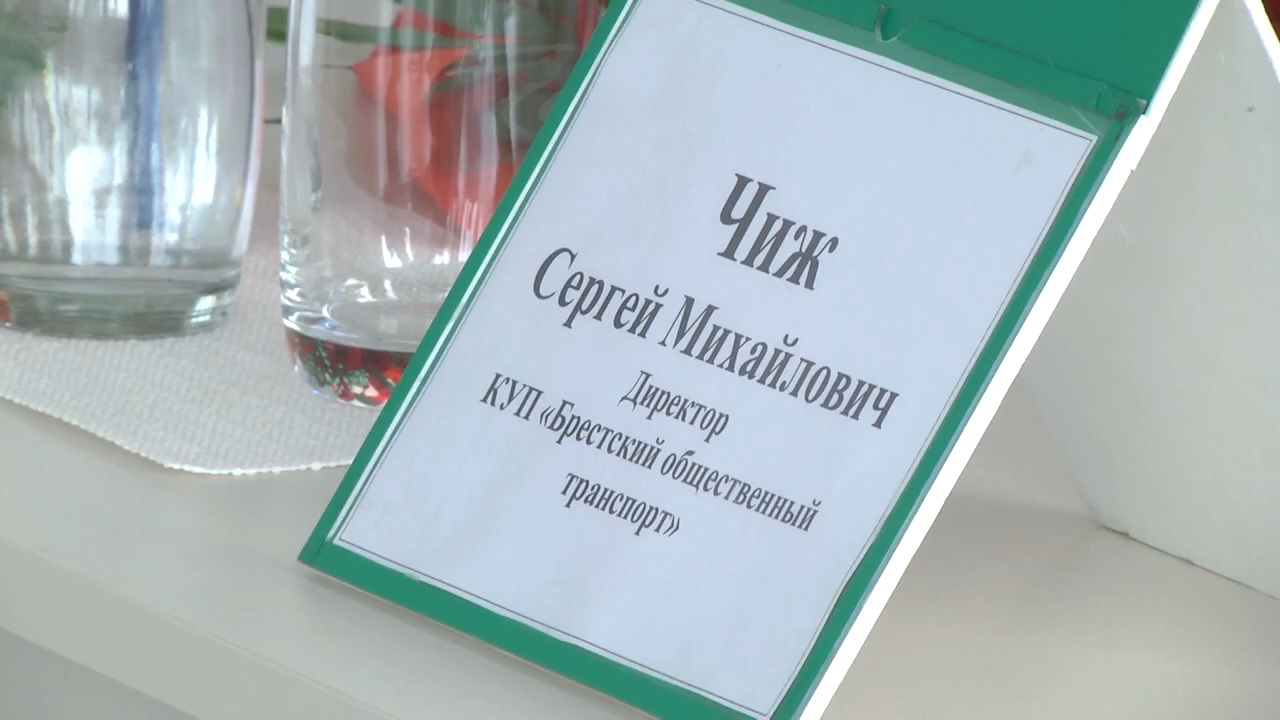 Чиж
Сергей Михайлович
Директор
КУП «Брестский общественный
транспорт»